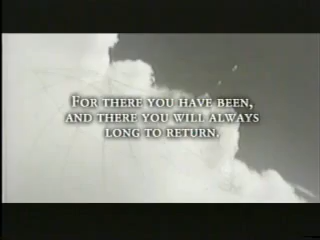 For there you have been,
and there you will always
long to return.